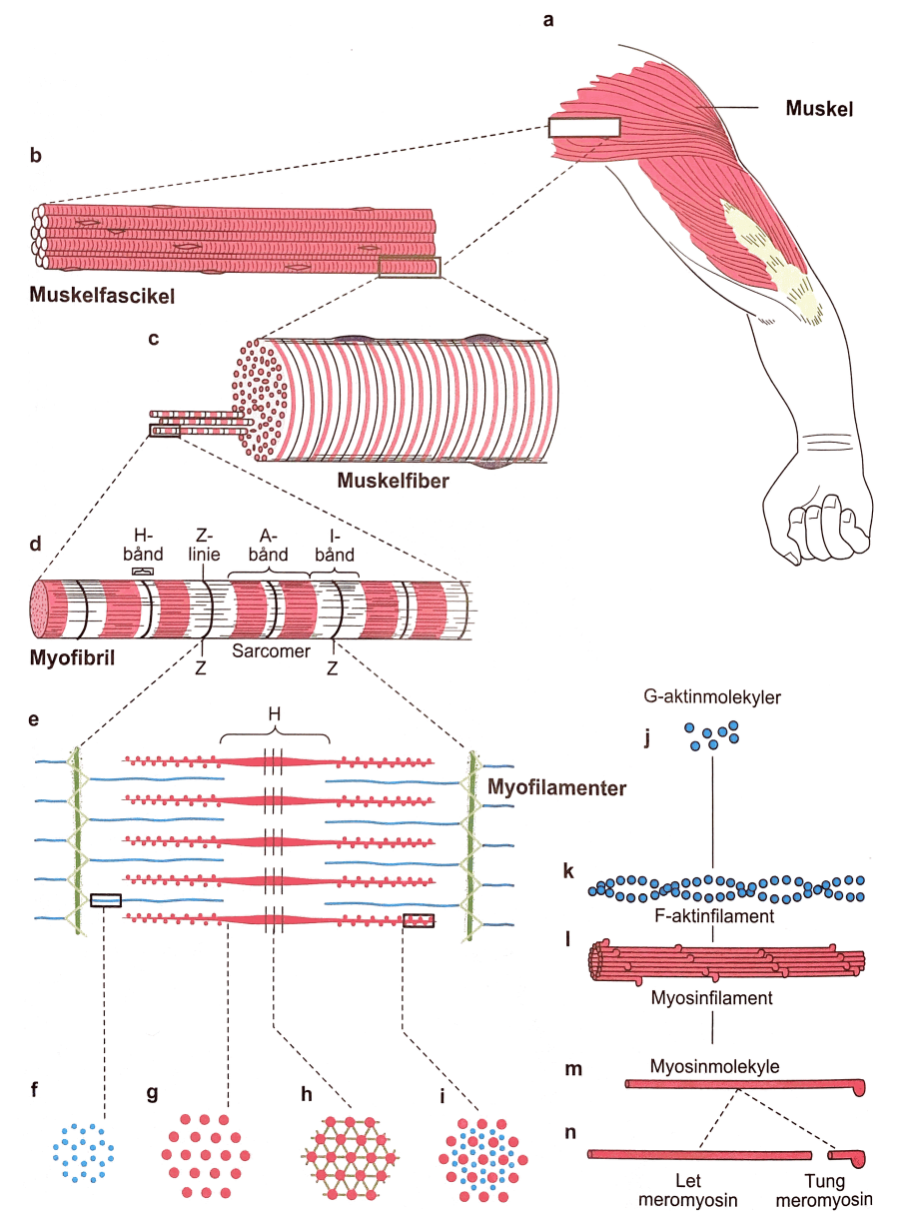 a
Muskel
b
Muskelfascikel
c
Muskelfiber
d
H-
bånd
Z-
linie
A-
bånd
I-
bånd
Myofibril
Z
Sarcomer
Z
e
H
Myofilamenter
G-aktinmolekyler
j
k
F-aktinfilament
l
Myosinfilament
f
g
h
i
m
Myosinmolekyle
n
Let
meromyosin
Tung
meromyosin